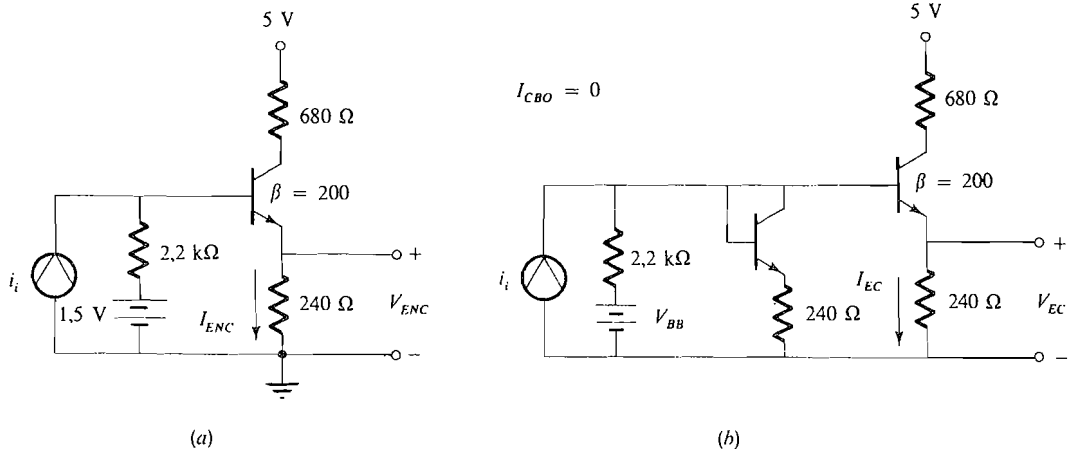 5 V
680 Ω
β = 200
2,2 kΩ
i_i
1,5 V
I_ENC
240 Ω
V_ENC
+
−
(a)
I_CBO = 0
5 V
680 Ω
β = 200
2,2 kΩ
i_i
V_BB
240 Ω
I_EC
240 Ω
V_EC
+
−
(b)